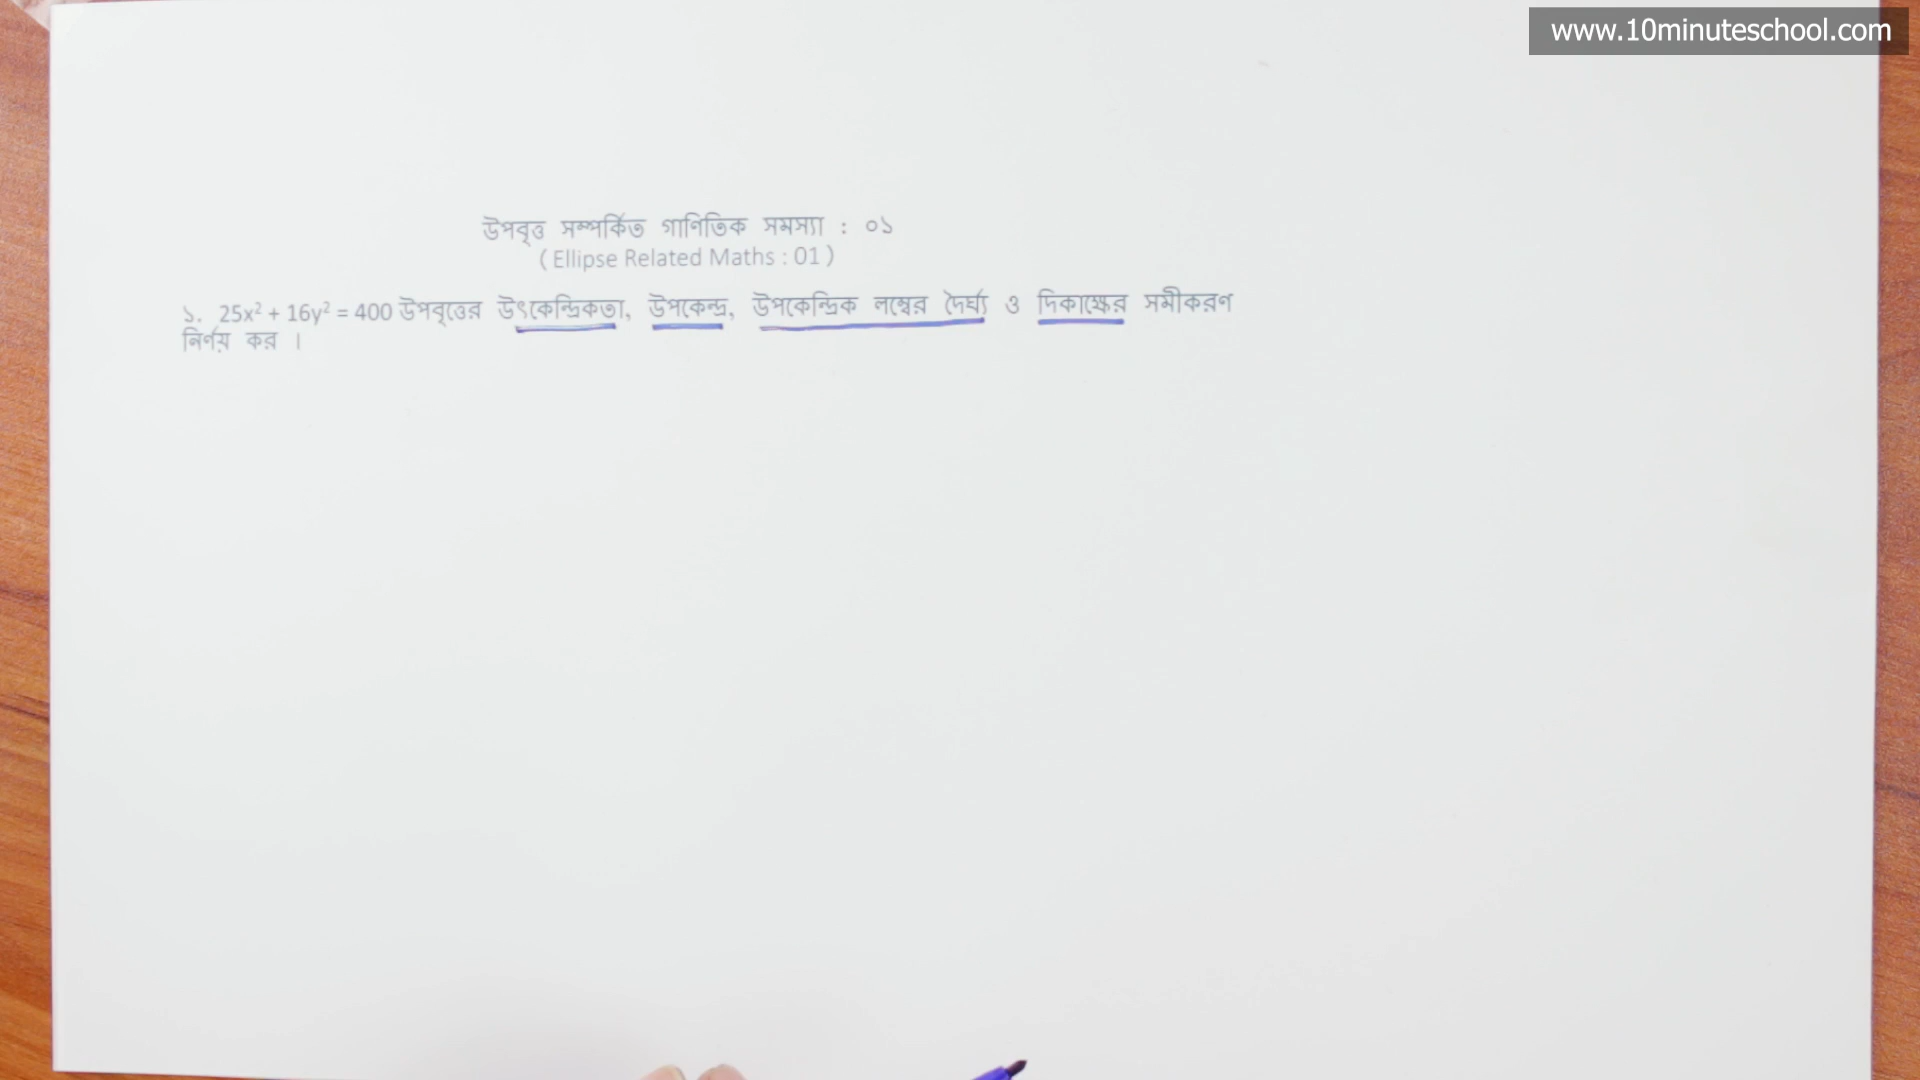 www.10minuteschool.com
উপবৃত্ত সম্পর্কিত গাণিতিক সমস্যা : ০১
( Ellipse Related Maths : 01 )
১. 25x² + 16y² = 400 উপবৃত্তের উৎকেন্দ্রিকতা, উপকেন্দ্র, উপকেন্দ্রিক লম্বের দৈর্ঘ্য ও দিকাক্ষের সমীকরণ
নির্ণয় কর ।